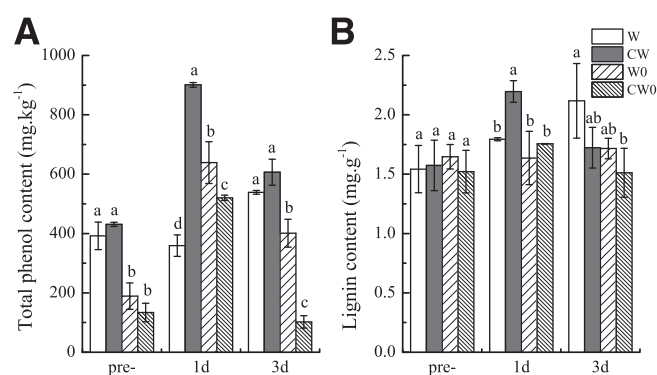 A
Total phenol content (mg.kg⁻¹)
1000
800
600
400
200
0
a a b b
d a b c
a a b c
pre- 1d 3d
B
Lignin content (mg.g⁻¹)
2.5
2.0
1.5
1.0
0.5
0.0
a a a a
b a b b
a ab ab b
pre- 1d 3d
W
CW
W0
CW0